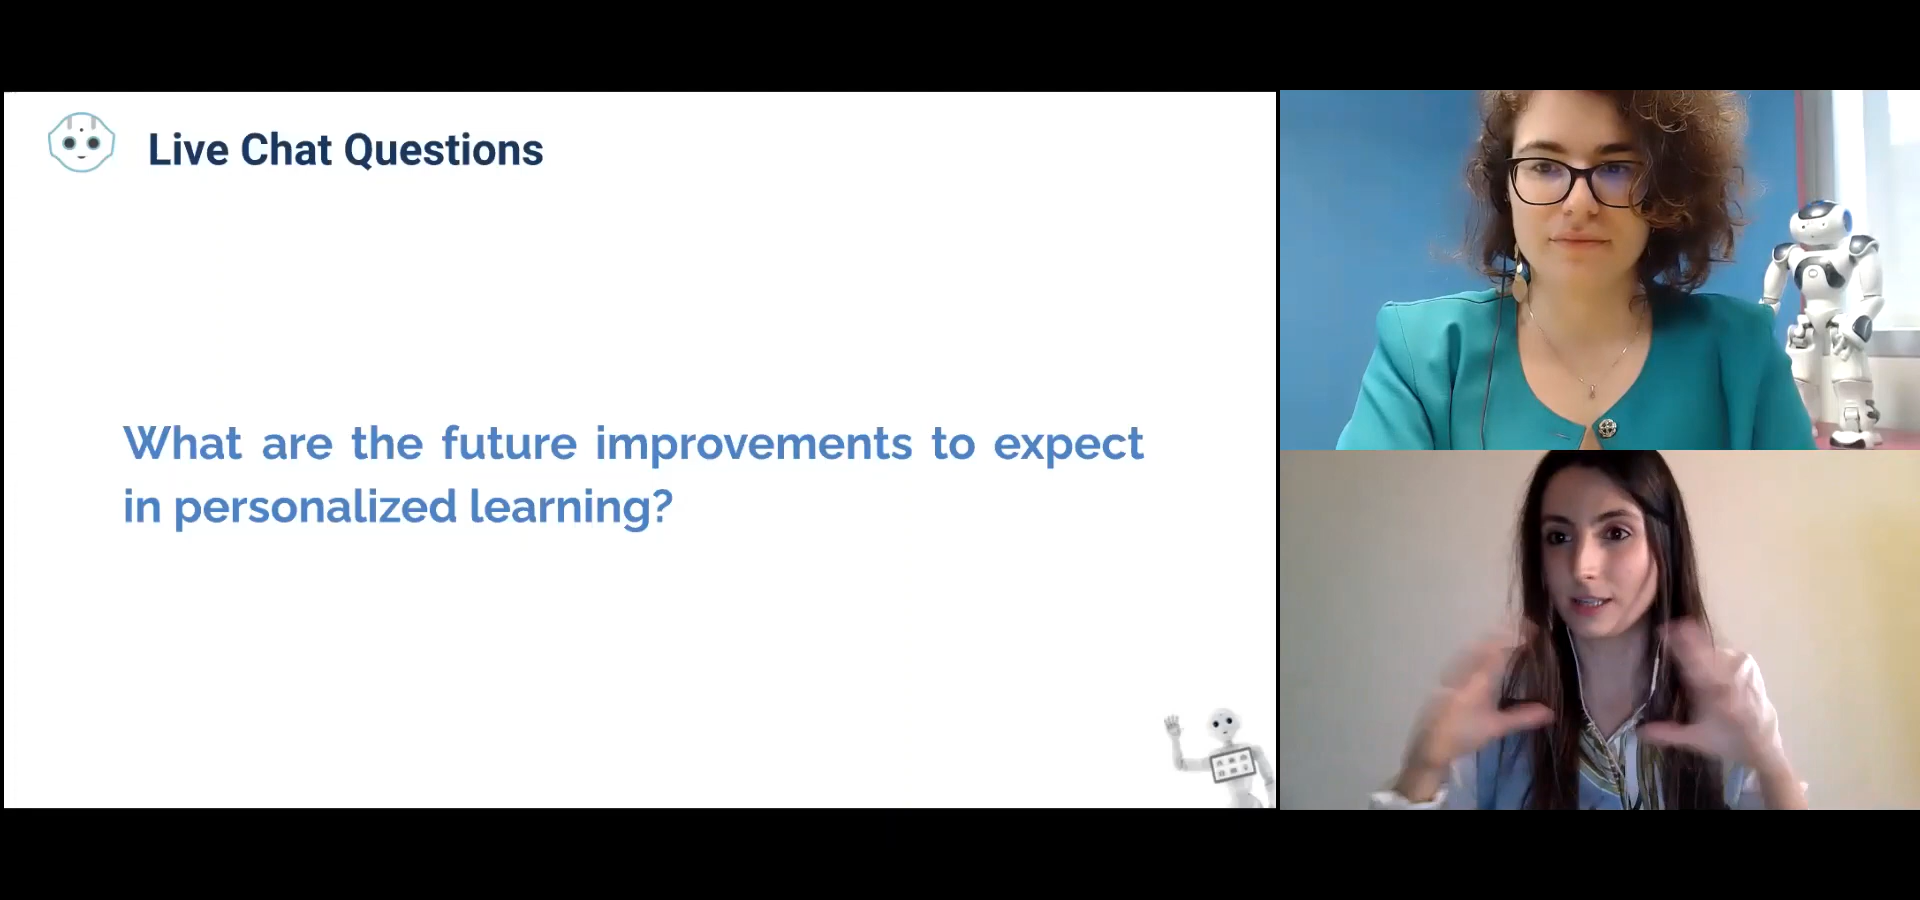 Live Chat Questions
What are the future improvements to expect
in personalized learning?